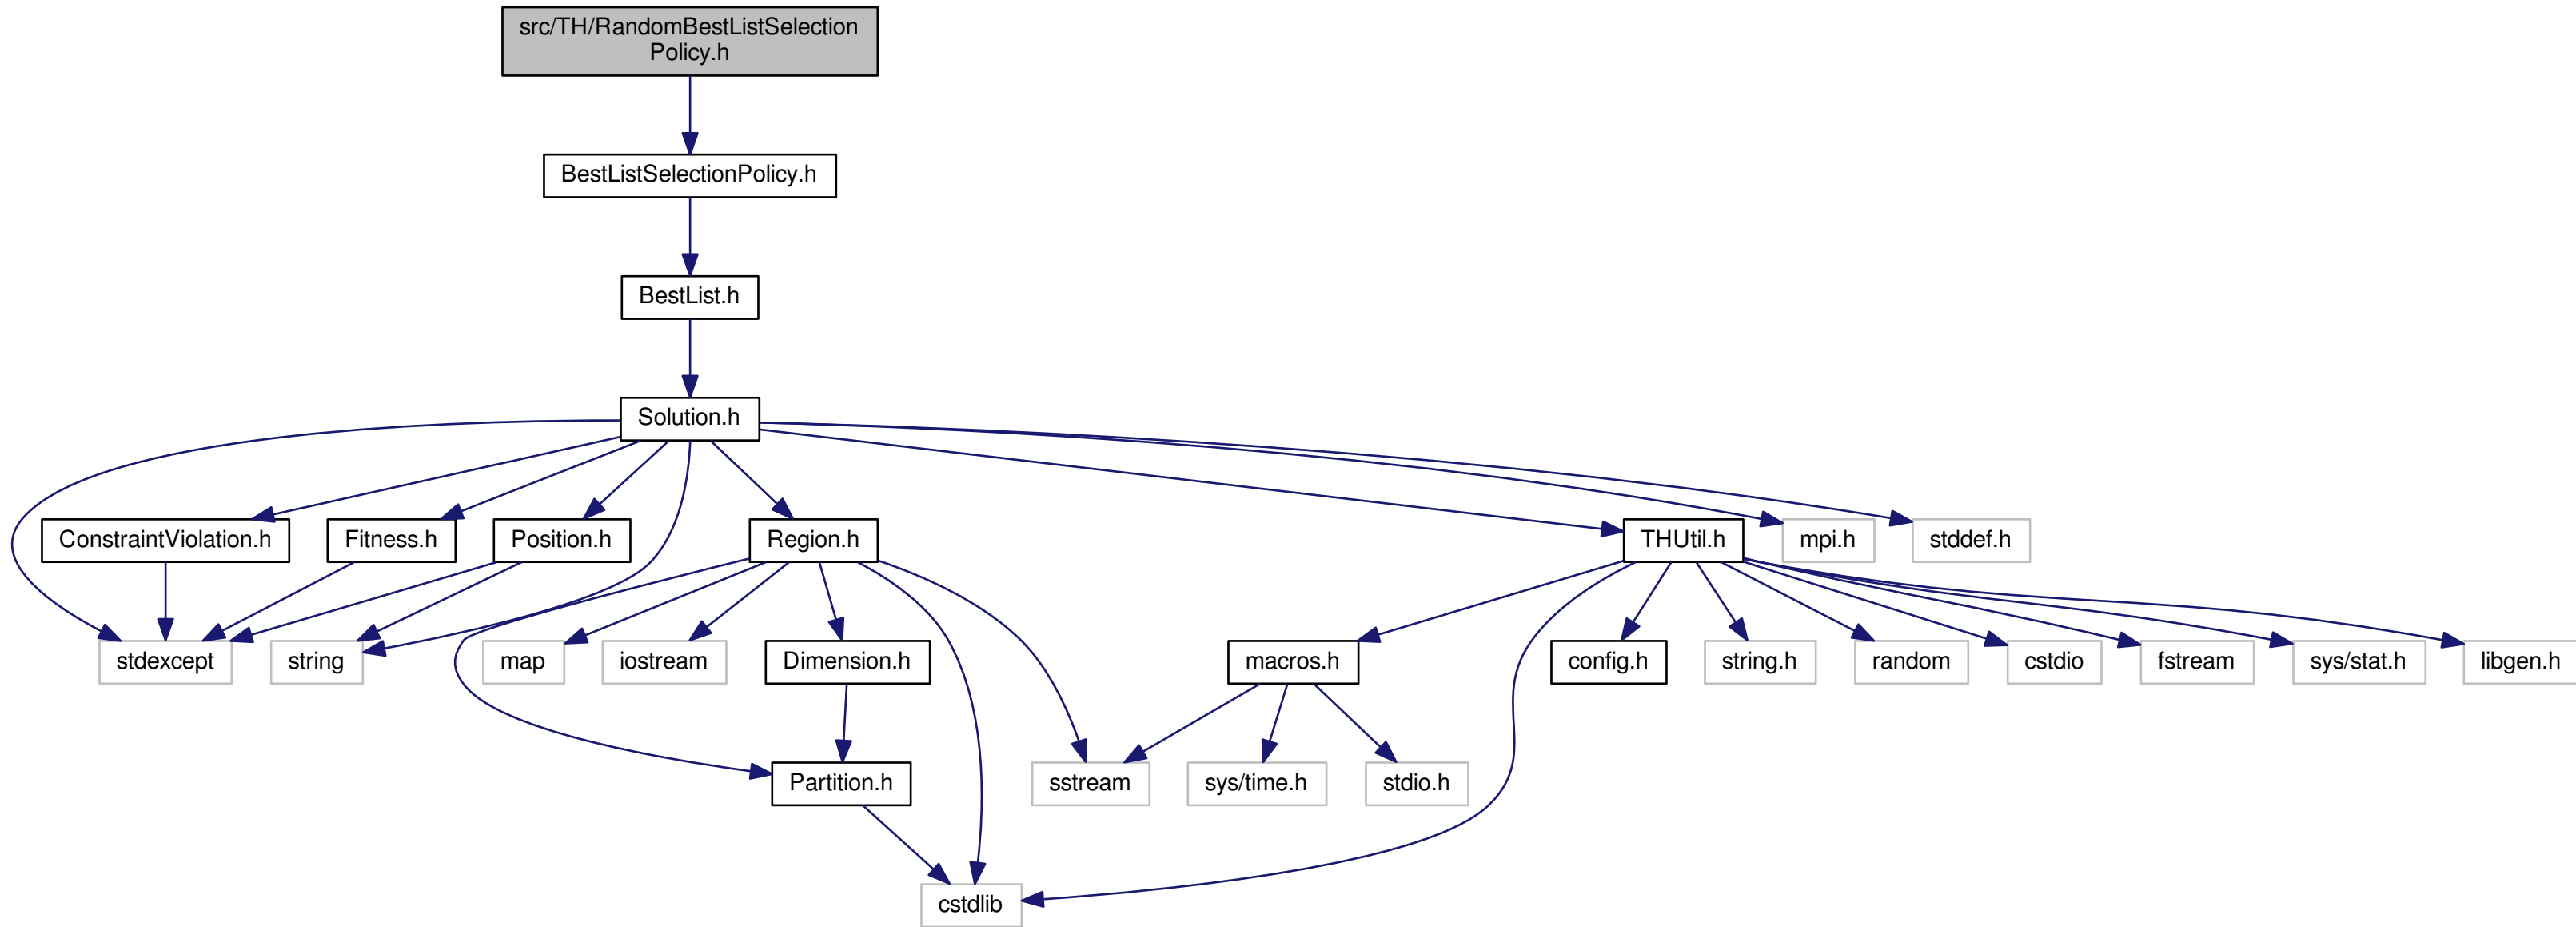 src/TH/RandomBestListSelection
Policy.h
BestListSelectionPolicy.h
BestList.h
Solution.h
ConstraintViolation.h
Fitness.h
Position.h
Region.h
THUtil.h
mpi.h
stddef.h
stdexcept
string
map
iostream
Dimension.h
macros.h
config.h
string.h
random
cstdio
fstream
sys/stat.h
libgen.h
Partition.h
sstream
sys/time.h
stdio.h
cstdlib